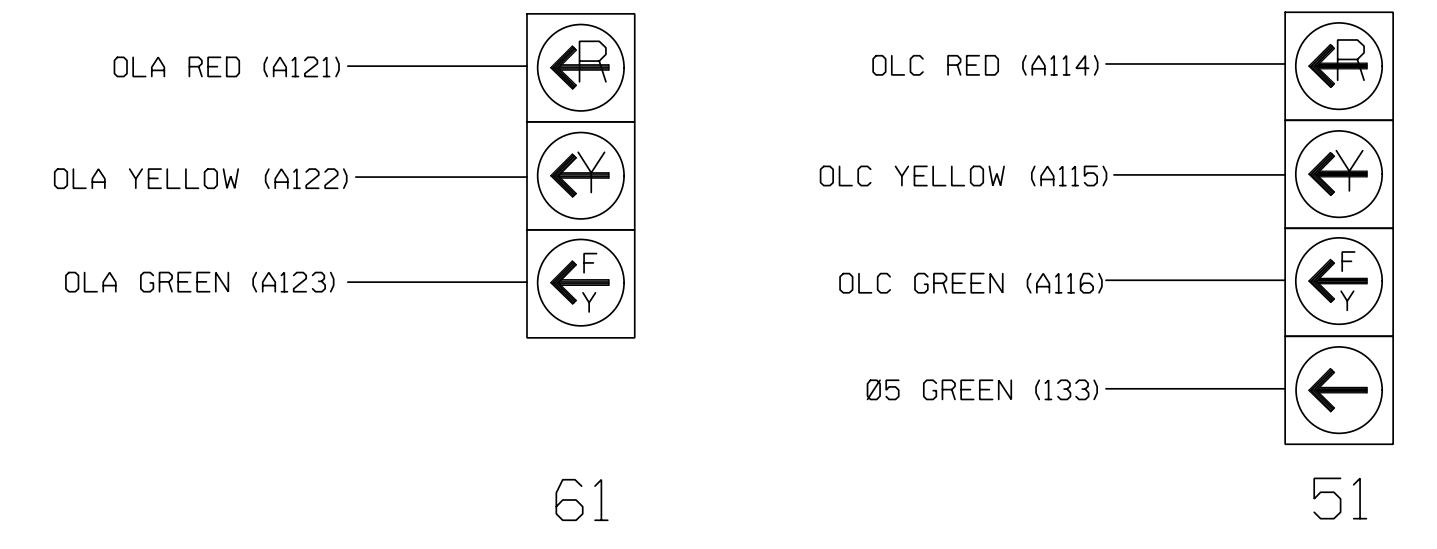 OLA RED (A121)
R
OLA YELLOW (A122)
Y
OLA GREEN (A123)
F
Y
61
OLC RED (A114)
R
OLC YELLOW (A115)
Y
OLC GREEN (A116)
F
Y
Ø5 GREEN (133)
51